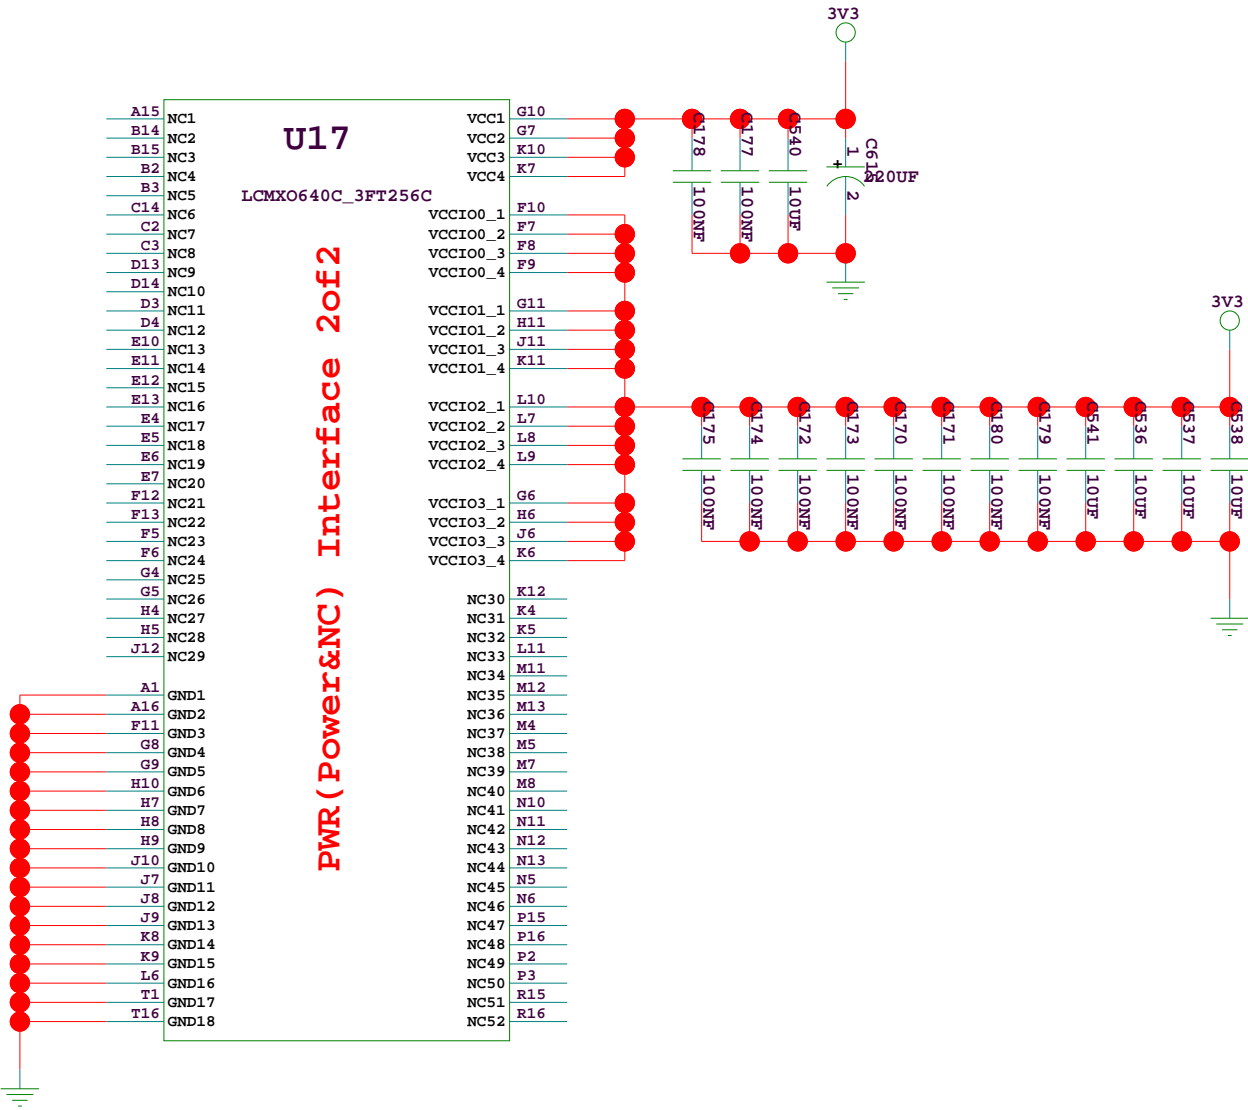 3V3
U17
LCMXO640C_3FT256C
PWR(Power&NC) Interface 2of2
A15 NC1
B14 NC2
B15 NC3
B2 NC4
B3 NC5
C14 NC6
C2 NC7
C3 NC8
D13 NC9
D14 NC10
D3 NC11
D4 NC12
E10 NC13
E11 NC14
E12 NC15
E13 NC16
E4 NC17
E5 NC18
E6 NC19
E7 NC20
F12 NC21
F13 NC22
F5 NC23
F6 NC24
G4 NC25
G5 NC26
H4 NC27
H5 NC28
J12 NC29
A1 GND1
A16 GND2
F11 GND3
G8 GND4
G9 GND5
H10 GND6
H7 GND7
H8 GND8
H9 GND9
J10 GND10
J7 GND11
J8 GND12
J9 GND13
K8 GND14
K9 GND15
L6 GND16
T1 GND17
T16 GND18
VCC1 G10
VCC2 G7
VCC3 K10
VCC4 K7
VCCIO0_1 F10
VCCIO0_2 F7
VCCIO0_3 F8
VCCIO0_4 F9
VCCIO1_1 G11
VCCIO1_2 H11
VCCIO1_3 J11
VCCIO1_4 K11
VCCIO2_1 L10
VCCIO2_2 L7
VCCIO2_3 L8
VCCIO2_4 L9
VCCIO3_1 G6
VCCIO3_2 H6
VCCIO3_3 J6
VCCIO3_4 K6
NC30 K12
NC31 K4
NC32 K5
NC33 L11
NC34 M11
NC35 M12
NC36 M13
NC37 M4
NC38 M5
NC39 M7
NC40 M8
NC41 N10
NC42 N11
NC43 N12
NC44 N13
NC45 N5
NC46 N6
NC47 P15
NC48 P16
NC49 P2
NC50 P3
NC51 R15
NC52 R16
C178 100NF
C177 100NF
C540 10UF
1
+
2
220UF
3V3
C175 100NF
C174 100NF
C172 100NF
C173 100NF
C170 100NF
C171 100NF
C180 100NF
C179 100NF
C541 10UF
C536 10UF
C537 10UF
C538 10UF